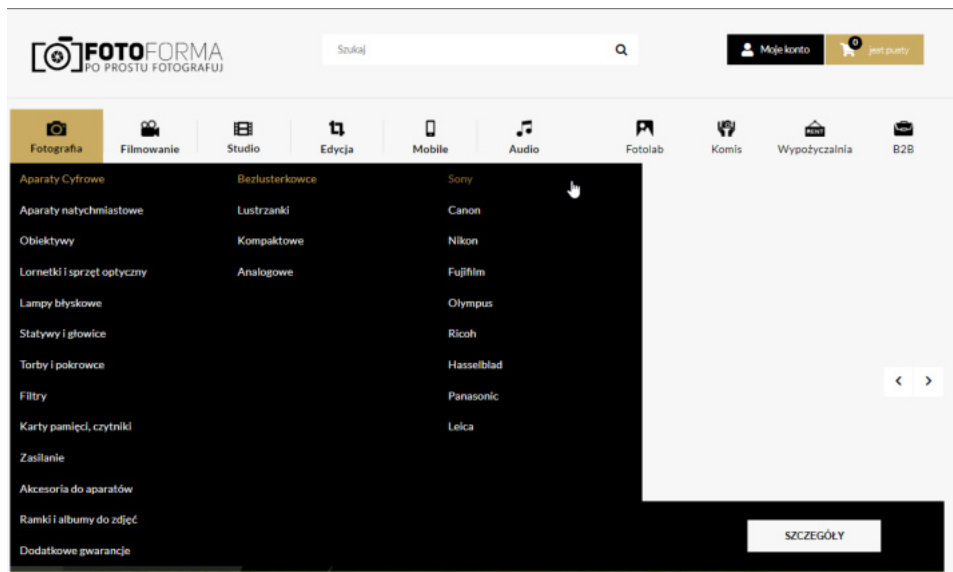 FOTOFORMA
PO PROSTU FOTOGRAFUJ
Szukaj
Moje konto
0
jest pusty
Fotografia
Filmowanie
Studio
Edycja
Mobile
Audio
Fotolab
Komis
RENT
Wypożyczalnia
B2B
Aparaty Cyfrowe
Bezlusterkowce
Sony
Aparaty natychmiastowe
Lustrzanki
Canon
Obiektywy
Kompaktowe
Nikon
Lornetki i sprzęt optyczny
Analogowe
Fujifilm
Lampy błyskowe
Olympus
Statywy i głowice
Ricoh
Torby i pokrowce
Hasselblad
Filtry
Panasonic
Karty pamięci, czytniki
Leica
Zasilanie
Akcesoria do aparatów
Ramki i albumy do zdjęć
Dodatkowe gwarancje
SZCZEGÓŁY